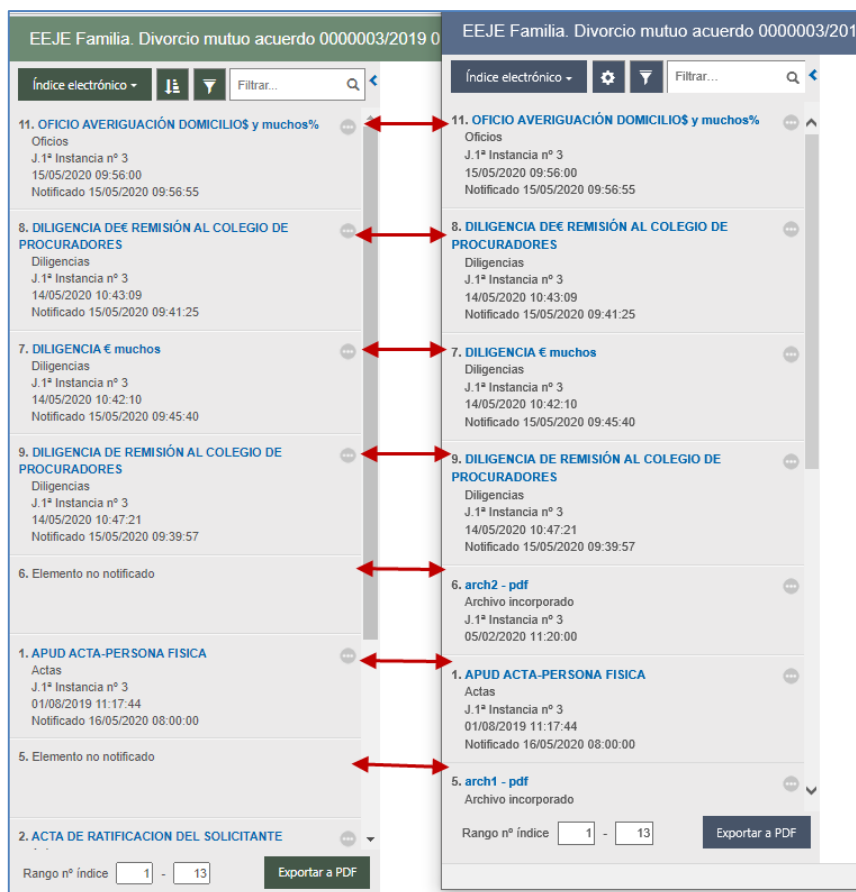 EEJE Familia. Divorcio mutuo acuerdo 0000003/2019 0
Índice electrónico
Filtrar...
11. OFICIO AVERIGUACIÓN DOMICILIO$ y muchos%
Oficios
J.1ª Instancia nº 3
15/05/2020 09:56:00
Notificado 15/05/2020 09:56:55
8. DILIGENCIA DE€ REMISIÓN AL COLEGIO DE
PROCURADORES
Diligencias
J.1ª Instancia nº 3
14/05/2020 10:43:09
Notificado 15/05/2020 09:41:25
7. DILIGENCIA € muchos
Diligencias
J.1ª Instancia nº 3
14/05/2020 10:42:10
Notificado 15/05/2020 09:45:40
9. DILIGENCIA DE REMISIÓN AL COLEGIO DE
PROCURADORES
Diligencias
J.1ª Instancia nº 3
14/05/2020 10:47:21
Notificado 15/05/2020 09:39:57
6. Elemento no notificado
1. APUD ACTA-PERSONA FISICA
Actas
J.1ª Instancia nº 3
01/08/2019 11:17:44
Notificado 16/05/2020 08:00:00
5. Elemento no notificado
2. ACTA DE RATIFICACION DEL SOLICITANTE
Rango nº índice 1 - 13 Exportar a PDF
EEJE Familia. Divorcio mutuo acuerdo 0000003/201
Índice electrónico
Filtrar...
11. OFICIO AVERIGUACIÓN DOMICILIO$ y muchos%
Oficios
J.1ª Instancia nº 3
15/05/2020 09:56:00
Notificado 15/05/2020 09:56:55
8. DILIGENCIA DE€ REMISIÓN AL COLEGIO DE
PROCURADORES
Diligencias
J.1ª Instancia nº 3
14/05/2020 10:43:09
Notificado 15/05/2020 09:41:25
7. DILIGENCIA € muchos
Diligencias
J.1ª Instancia nº 3
14/05/2020 10:42:10
Notificado 15/05/2020 09:45:40
9. DILIGENCIA DE REMISIÓN AL COLEGIO DE
PROCURADORES
Diligencias
J.1ª Instancia nº 3
14/05/2020 10:47:21
Notificado 15/05/2020 09:39:57
6. arch2 - pdf
Archivo incorporado
J.1ª Instancia nº 3
05/02/2020 11:20:00
1. APUD ACTA-PERSONA FISICA
Actas
J.1ª Instancia nº 3
01/08/2019 11:17:44
Notificado 16/05/2020 08:00:00
5. arch1 - pdf
Archivo incorporado
Rango nº índice 1 - 13 Exportar a PDF